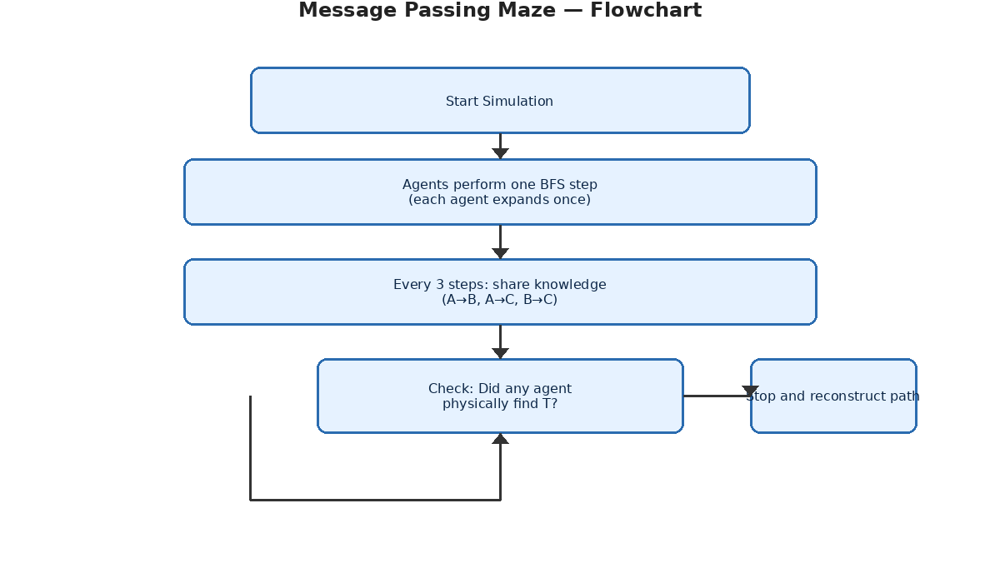 Message Passing Maze — Flowchart
Start Simulation
Agents perform one BFS step
(each agent expands once)
Every 3 steps: share knowledge
(A→B, A→C, B→C)
Check: Did any agent
physically find T?
Stop and reconstruct path